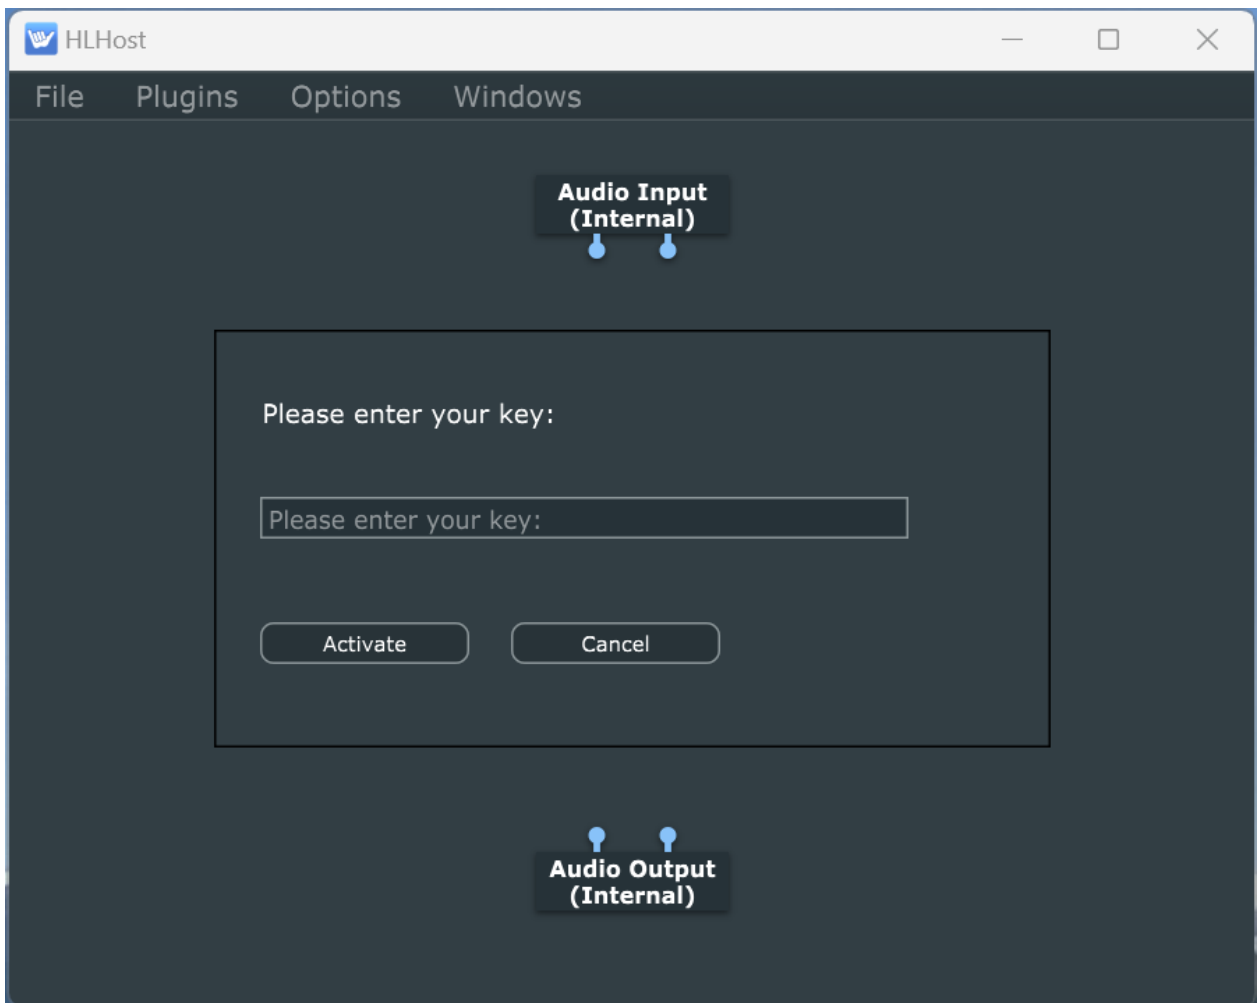 HLHost
File Plugins Options Windows
Audio Input
(Internal)
Please enter your key:
Please enter your key:
Activate Cancel
Audio Output
(Internal)